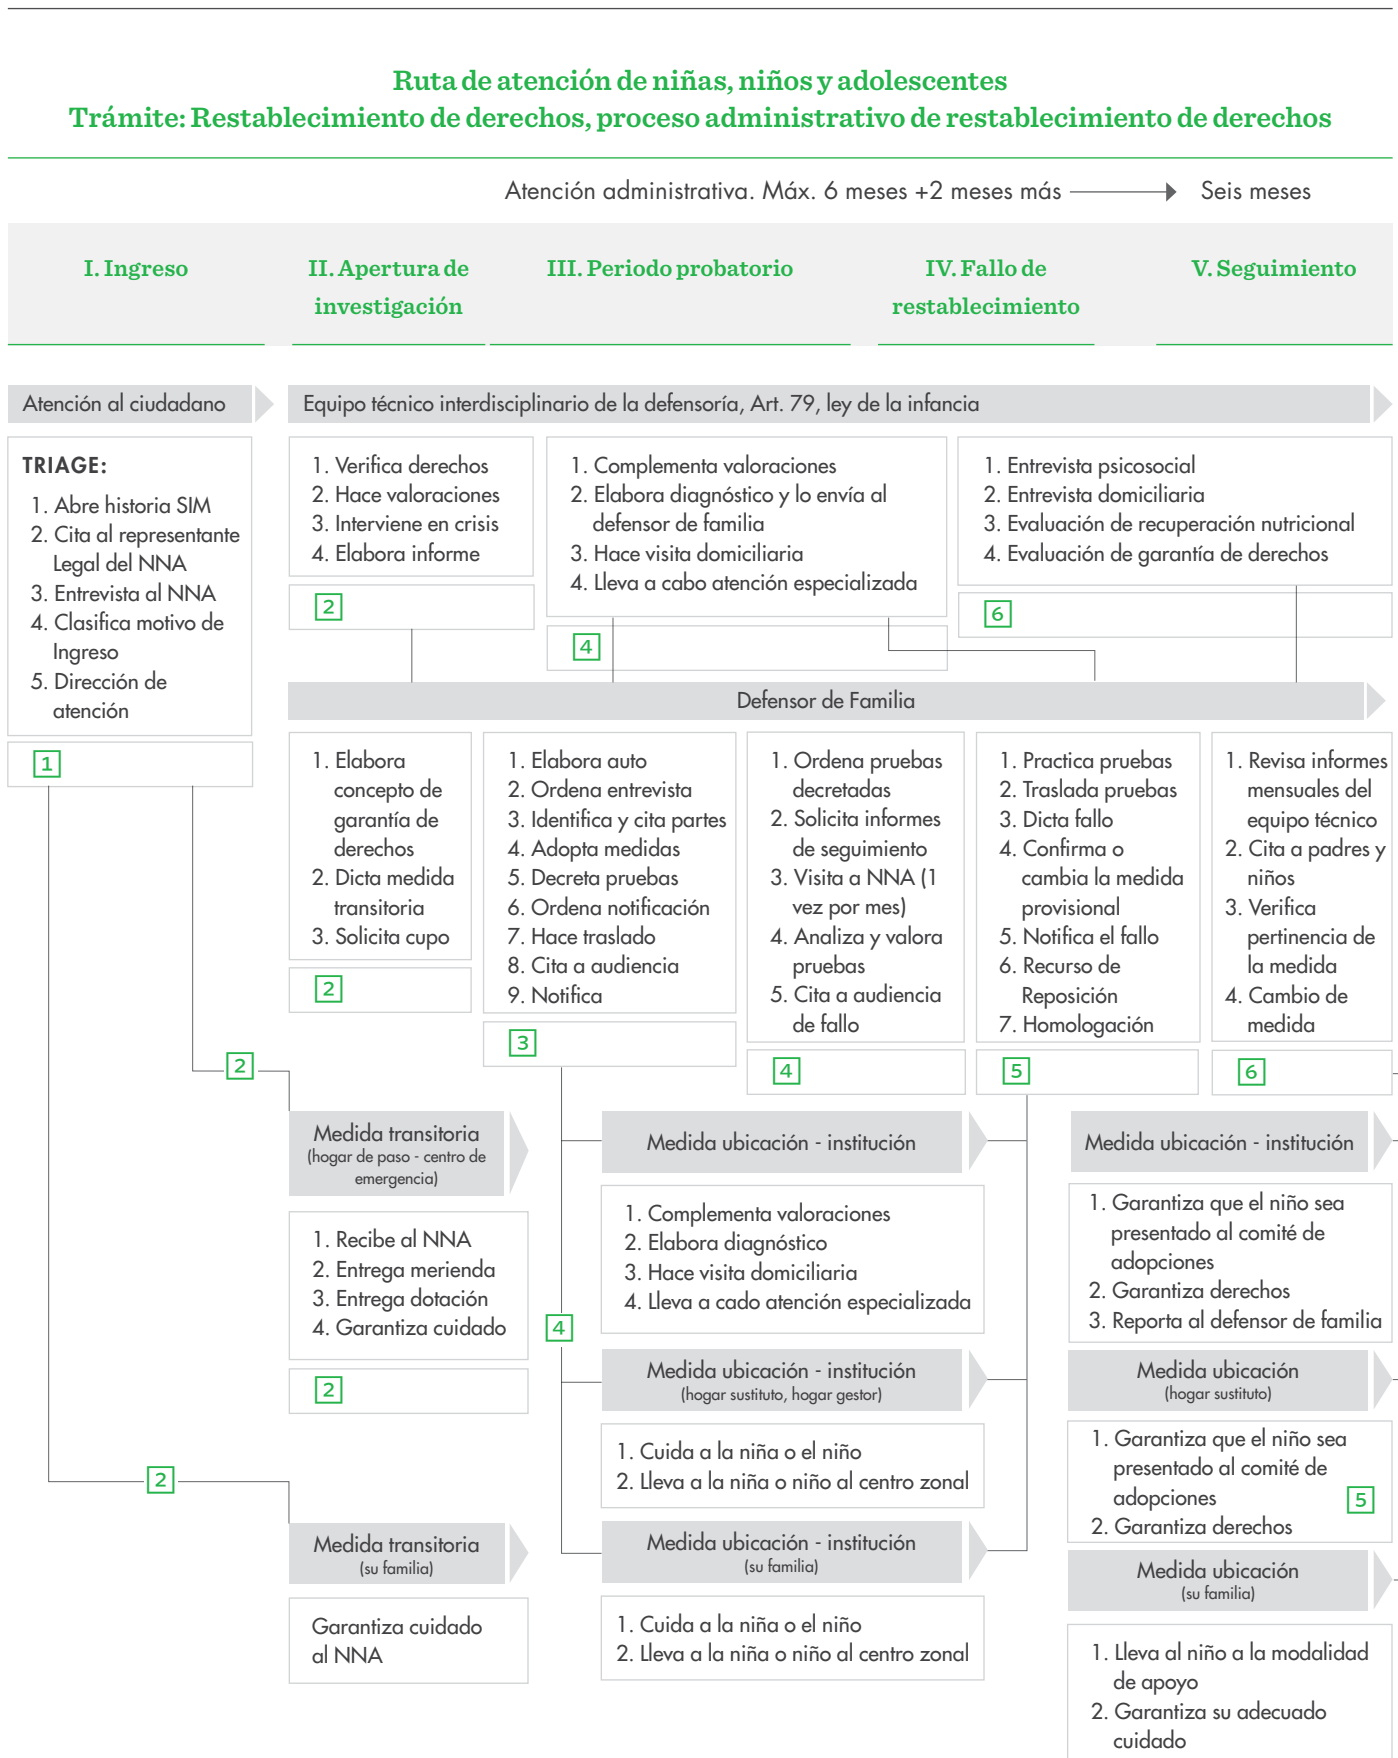 Ruta de atención de niñas, niños y adolescentes
Trámite: Restablecimiento de derechos, proceso administrativo de restablecimiento de derechos
Atención administrativa. Máx. 6 meses +2 meses más
Seis meses
I. Ingreso
II. Apertura de
investigación
III. Periodo probatorio
IV. Fallo de
restablecimiento
V. Seguimiento
Atención al ciudadano
Equipo técnico interdisciplinario de la defensoría, Art. 79, ley de la infancia
TRIAGE:
1. Abre historia SIM
2. Cita al representante
Legal del NNA
3. Entrevista al NNA
4. Clasifica motivo de
Ingreso
5. Dirección de
atención
1
1. Verifica derechos
2. Hace valoraciones
3. Interviene en crisis
4. Elabora informe
2
1. Complementa valoraciones
2. Elabora diagnóstico y lo envía al
defensor de familia
3. Hace visita domiciliaria
4. Lleva a cabo atención especializada
4
1. Entrevista psicosocial
2. Entrevista domiciliaria
3. Evaluación de recuperación nutricional
4. Evaluación de garantía de derechos
6
Defensor de Familia
1. Elabora
concepto de
garantía de
derechos
2. Dicta medida
transitoria
3. Solicita cupo
2
1. Elabora auto
2. Ordena entrevista
3. Identifica y cita partes
4. Adopta medidas
5. Decreta pruebas
6. Ordena notificación
7. Hace traslado
8. Cita a audiencia
9. Notifica
3
1. Ordena pruebas
decretadas
2. Solicita informes
de seguimiento
3. Visita a NNA (1
vez por mes)
4. Analiza y valora
pruebas
5. Cita a audiencia
de fallo
4
1. Practica pruebas
2. Traslada pruebas
3. Dicta fallo
4. Confirma o
cambia la medida
provisional
5. Notifica el fallo
6. Recurso de
Reposición
7. Homologación
5
1. Revisa informes
mensuales del
equipo técnico
2. Cita a padres y
niños
3. Verifica
pertinencia de
la medida
4. Cambio de
medida
6
2
Medida transitoria
(hogar de paso - centro de
emergencia)
1. Recibe al NNA
2. Entrega merienda
3. Entrega dotación
4. Garantiza cuidado
2
2
Medida transitoria
(su familia)
Garantiza cuidado
al NNA
4
Medida ubicación - institución
1. Complementa valoraciones
2. Elabora diagnóstico
3. Hace visita domiciliaria
4. Lleva a cado atención especializada
Medida ubicación - institución
(hogar sustituto, hogar gestor)
1. Cuida a la niña o el niño
2. Lleva a la niña o niño al centro zonal
Medida ubicación - institución
(su familia)
1. Cuida a la niña o el niño
2. Lleva a la niña o niño al centro zonal
Medida ubicación - institución
1. Garantiza que el niño sea
presentado al comité de
adopciones
2. Garantiza derechos
3. Reporta al defensor de familia
Medida ubicación
(hogar sustituto)
1. Garantiza que el niño sea
presentado al comité de
adopciones
2. Garantiza derechos
5
Medida ubicación
(su familia)
1. Lleva al niño a la modalidad
de apoyo
2. Garantiza su adecuado
cuidado